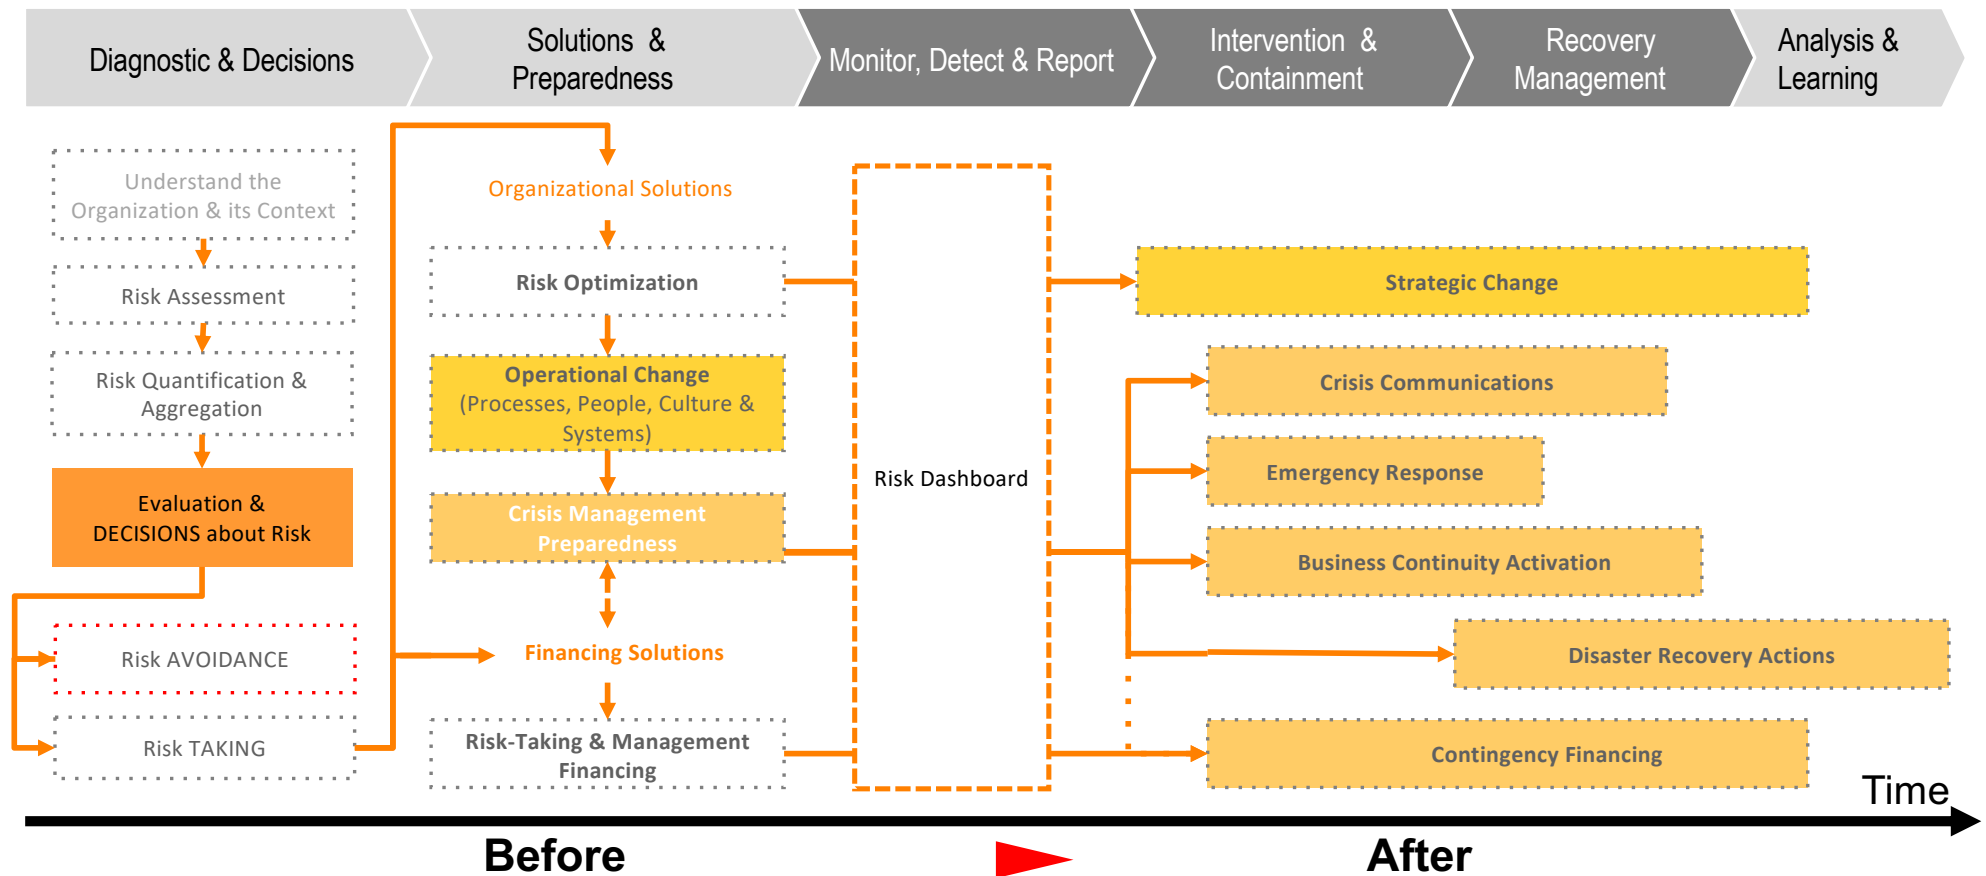 Diagnostic & Decisions
Solutions &
Preparedness
Monitor, Detect & Report
Intervention &
Containment
Recovery
Management
Analysis &
Learning
Understand the
Organization & its Context
Risk Assessment
Risk Quantification &
Aggregation
Evaluation &
DECISIONS about Risk
Risk AVOIDANCE
Risk TAKING
Organizational Solutions
Risk Optimization
Operational Change
(Processes, People, Culture &
Systems)
Crisis Management
Preparedness
Financing Solutions
Risk-Taking & Management
Financing
Risk Dashboard
Strategic Change
Crisis Communications
Emergency Response
Business Continuity Activation
Disaster Recovery Actions
Contingency Financing
Time
Before
After